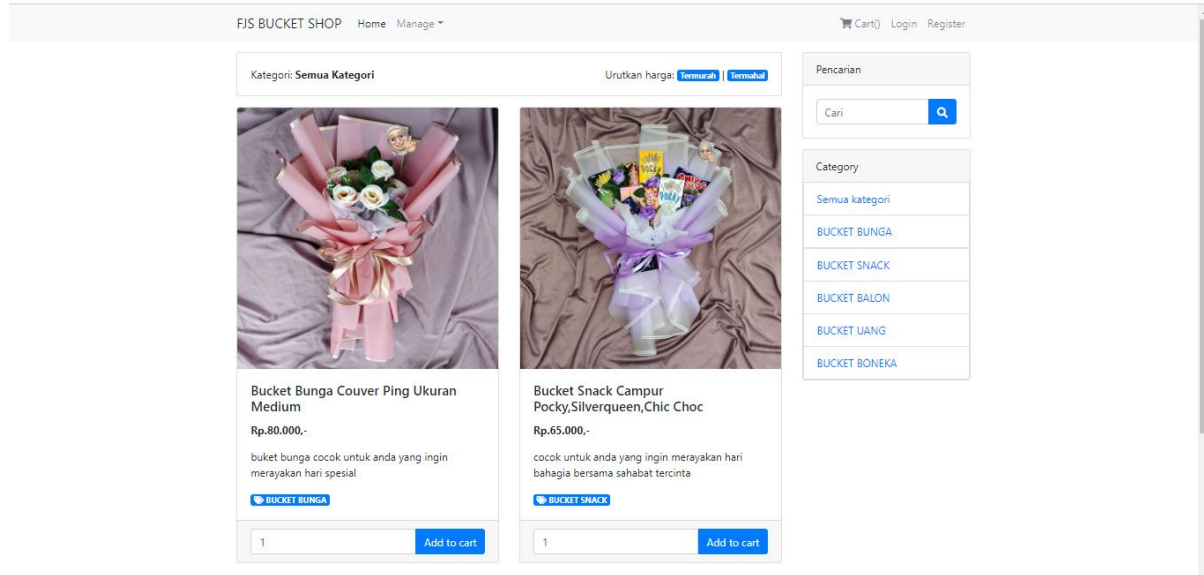 FJS BUCKET SHOP Home Manage Cart() Login Register
Kategori: Semua Kategori
Urutkan harga: Termurah | Termahal
Bucket Bunga Couver Ping Ukuran
Medium
Rp.80.000,-
buket bunga cocok untuk anda yang ingin
merayakan hari spesial
BUCKET BUNGA
1 Add to cart
POCKY
Bucket Snack Campur
Pocky,Silverqueen,Chic Choc
Rp.65.000,-
cocok untuk anda yang ingin merayakan hari
bahagia bersama sahabat tercinta
BUCKET SNACK
1 Add to cart
Pencarian
Cari
Category
Semua kategori
BUCKET BUNGA
BUCKET SNACK
BUCKET BALON
BUCKET UANG
BUCKET BONEKA